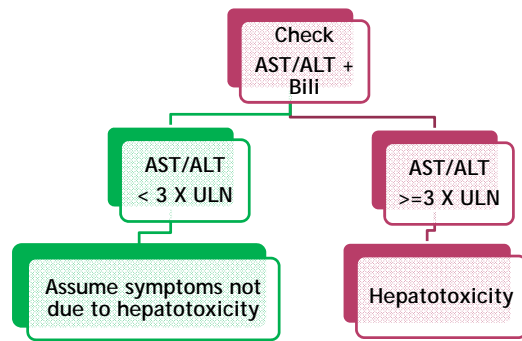 Check
AST/ALT +
Bili
AST/ALT
< 3 X ULN
AST/ALT
>=3 X ULN
Assume symptoms not
due to hepatotoxicity
Hepatotoxicity